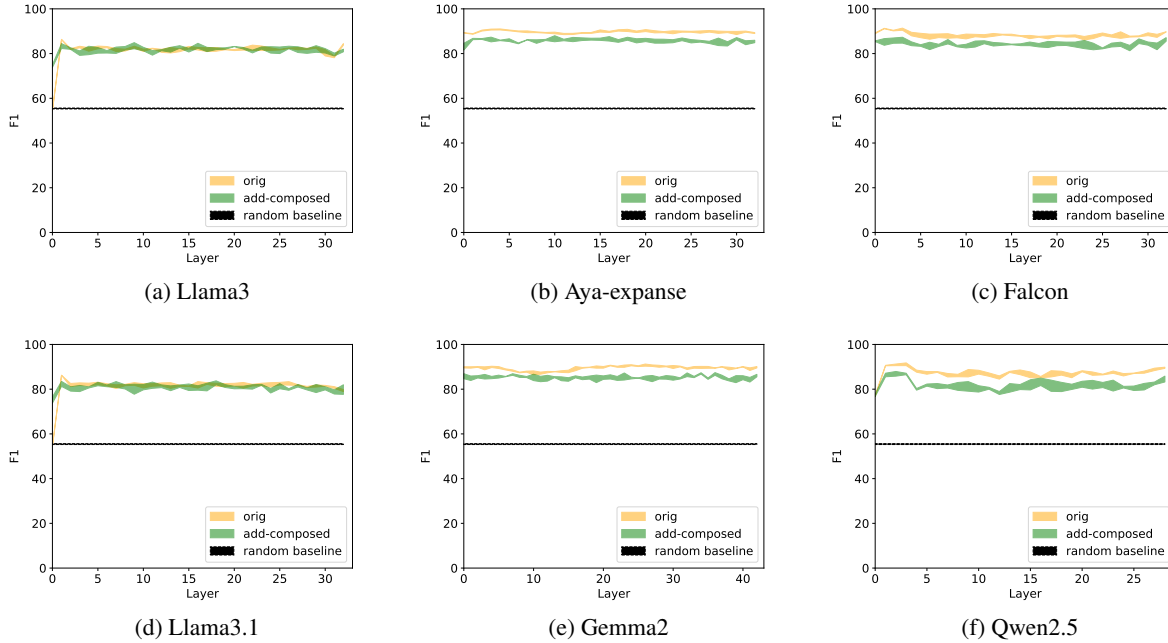 100
80
60
40
20
0
F1
orig
add-composed
random baseline
0 5 10 15 20 25 30
Layer
(a) Llama3
100
80
60
40
20
0
F1
orig
add-composed
random baseline
0 5 10 15 20 25 30
Layer
(b) Aya-expanse
100
80
60
40
20
0
F1
orig
add-composed
random baseline
0 5 10 15 20 25 30
Layer
(c) Falcon
100
80
60
40
20
0
F1
orig
add-composed
random baseline
0 5 10 15 20 25 30
Layer
(d) Llama3.1
100
80
60
40
20
0
F1
orig
add-composed
random baseline
0 10 20 30 40
Layer
(e) Gemma2
100
80
60
40
20
0
F1
orig
add-composed
random baseline
0 5 10 15 20 25
Layer
(f) Qwen2.5